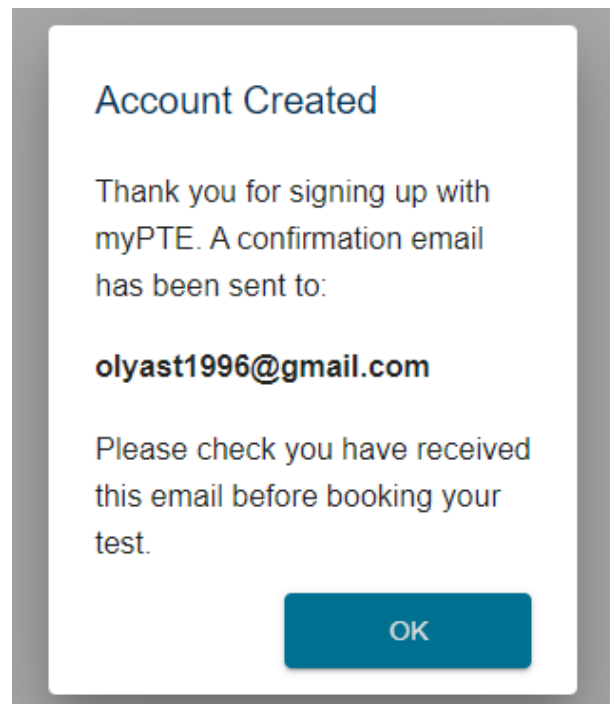 Account Created
Thank you for signing up with
myPTE. A confirmation email
has been sent to:
olyast1996@gmail.com
Please check you have received
this email before booking your
test.
OK